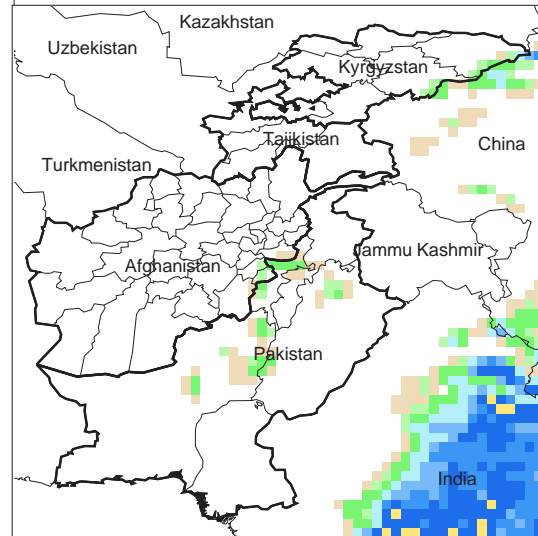 Kazakhstan
Uzbekistan
Kyrgyzstan
Tajikistan
China
Turkmenistan
Jammu Kashmir
Afghanistan
Pakistan
India